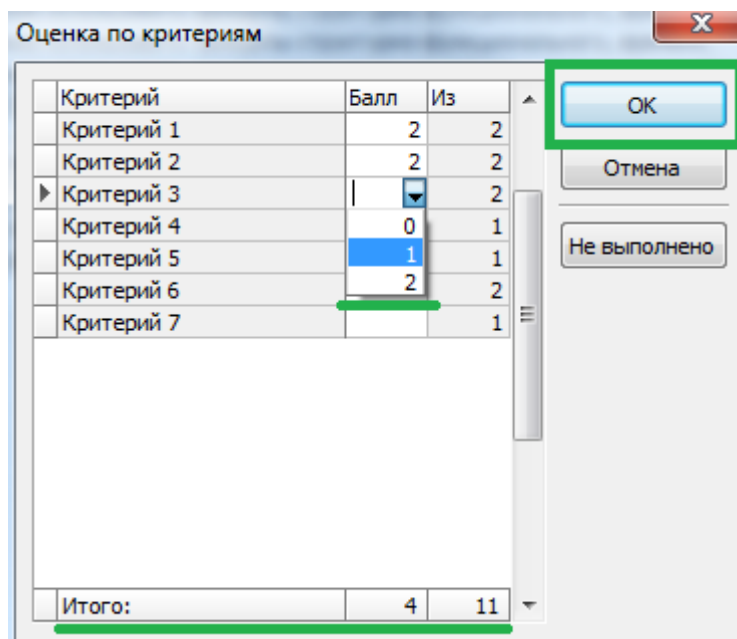 Оценка по критериям
Критерий Балл Из
Критерий 1 2 2
Критерий 2 2 2
Критерий 3 2
Критерий 4 0 1
Критерий 5 1 1
Критерий 6 2 2
Критерий 7 1
Итого: 4 11
ОК
Отмена
Не выполнено